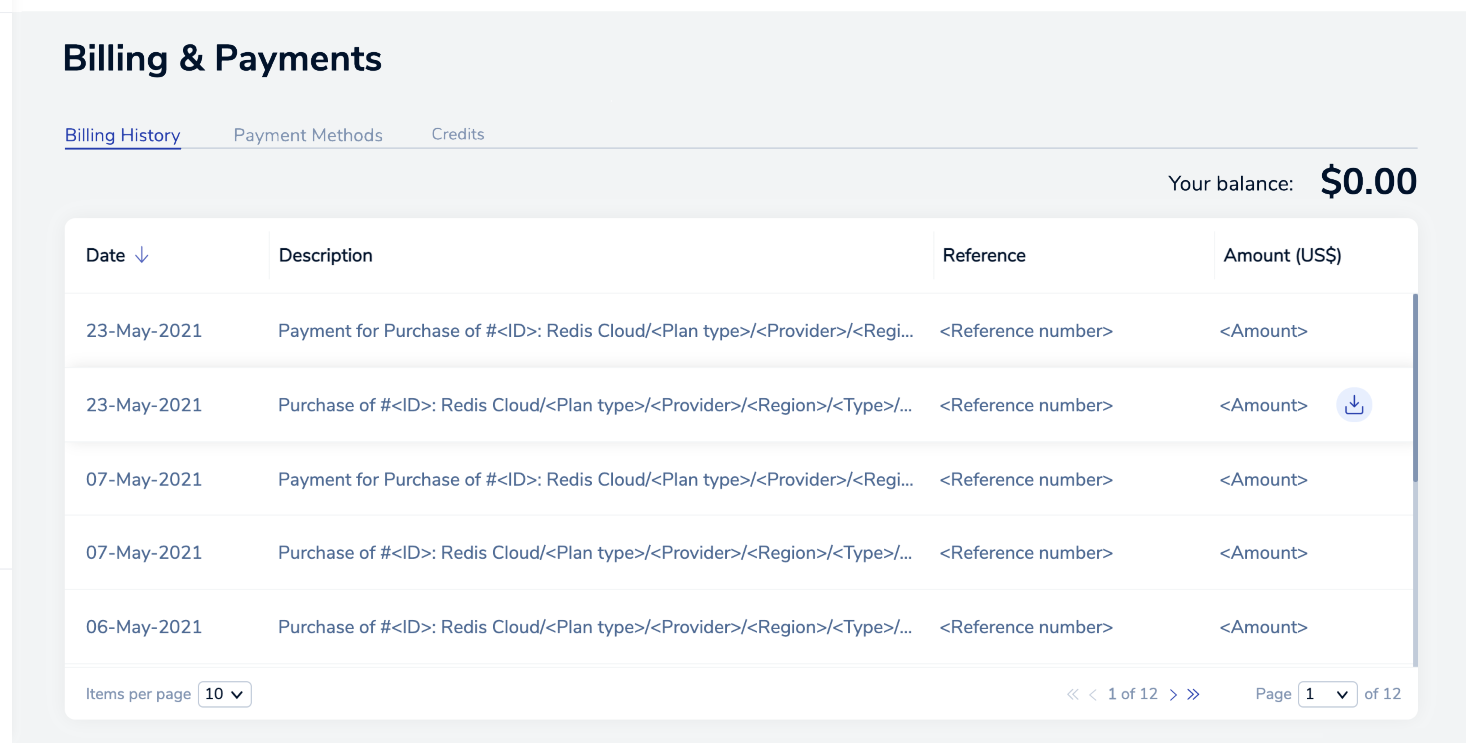 Billing & Payments
Billing History Payment Methods Credits
Your balance: $0.00
Date Description Reference Amount (US$)
23-May-2021 Payment for Purchase of #<ID>: Redis Cloud/<Plan type>/<Provider>/<Regi... <Reference number> <Amount>
23-May-2021 Purchase of #<ID>: Redis Cloud/<Plan type>/<Provider>/<Region>/<Type>/... <Reference number> <Amount>
07-May-2021 Payment for Purchase of #<ID>: Redis Cloud/<Plan type>/<Provider>/<Regi... <Reference number> <Amount>
07-May-2021 Purchase of #<ID>: Redis Cloud/<Plan type>/<Provider>/<Region>/<Type>/... <Reference number> <Amount>
06-May-2021 Purchase of #<ID>: Redis Cloud/<Plan type>/<Provider>/<Region>/<Type>/... <Reference number> <Amount>
Items per page 10 1 of 12 Page 1 of 12